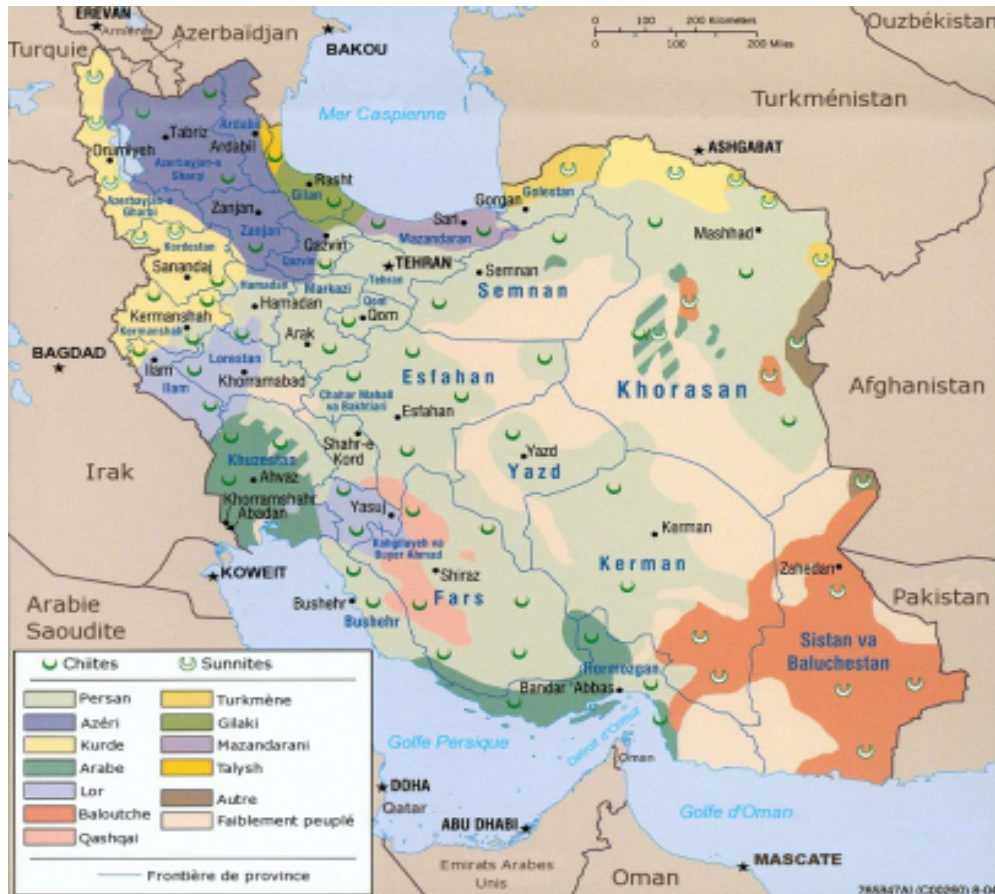 EREVAN
Arménie
Azerbaïdjan
Turquie
BAKOU
Ouzbékistan
100 200 Kilometers
100 200 Miles
Mer Caspienne
Turkménistan
ASHGABAT
Tabriz
Ardabil
Ardabil
Orumiyeh
Azarbayjan-e
Sharqi
Rasht
Gilan
Golestan
Gorgan
Azarbayjan-e
Gharbi
Zanjan
Zanjan
Sari
Mazandaran
Mashhad
Kordestan
Qazvin
Qazvin
TEHRAN
Tehran
Semnan
Semnan
Sanandaj
Hamadan
Markazi
Hamadan
Qom
Qom
Kermanshah
Kermanshah
Arak
BAGDAD
Ilam
Ilam
Lorestan
Khorramabad
Esfahan
Khorasan
Afghanistan
Chahar Mahall
va Bakhtiari
Esfahan
Shahr-e
Kord
Yazd
Yazd
Irak
Khuzestan
Ahvaz
Khorramshahr
Abadan
Yasuj
Kohgiluyeh va
Buyer Ahmad
Kerman
Kerman
KOWEIT
Shiraz
Fars
Zahedan
Bushehr
Bushehr
Arabie
Saoudite
Pakistan
Sistan va
Baluchestan
Hormozgan
Bandar 'Abbas
Golfe Persique
Détroit d'Ormuz
Oman
DOHA
Qatar
ABU DHABI
Golfe d'Oman
Emirats Arabes
Unis
Oman
MASCATE
Chiites
Sunnites
Persan
Azéri
Kurde
Arabe
Lor
Baloutche
Qashqai
Turkmène
Gilaki
Mazandarani
Talysh
Autre
Faiblement peuplé
Frontière de province